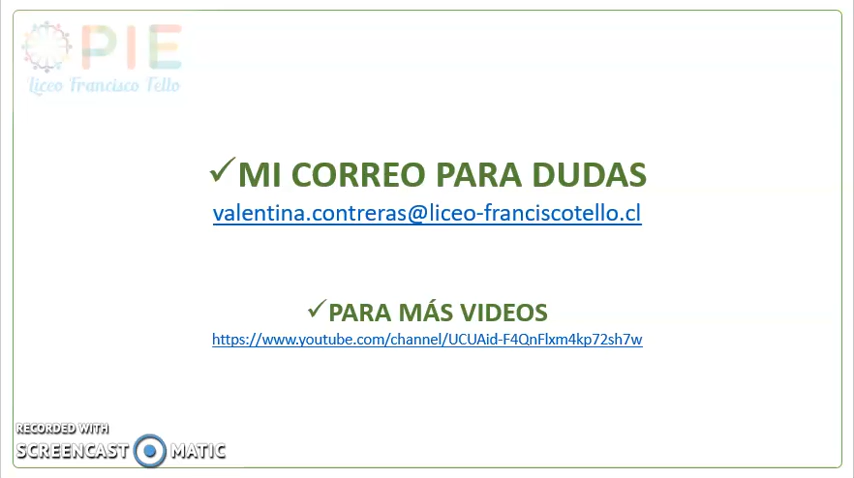 PIE
Liceo Francisco Tello
✓MI CORREO PARA DUDAS
valentina.contreras@liceo-franciscotello.cl
✓PARA MÁS VIDEOS
https://www.youtube.com/channel/UCUAid-F4QnFlxm4kp72sh7w
RECORDED WITH
SCREENCAST MATIC